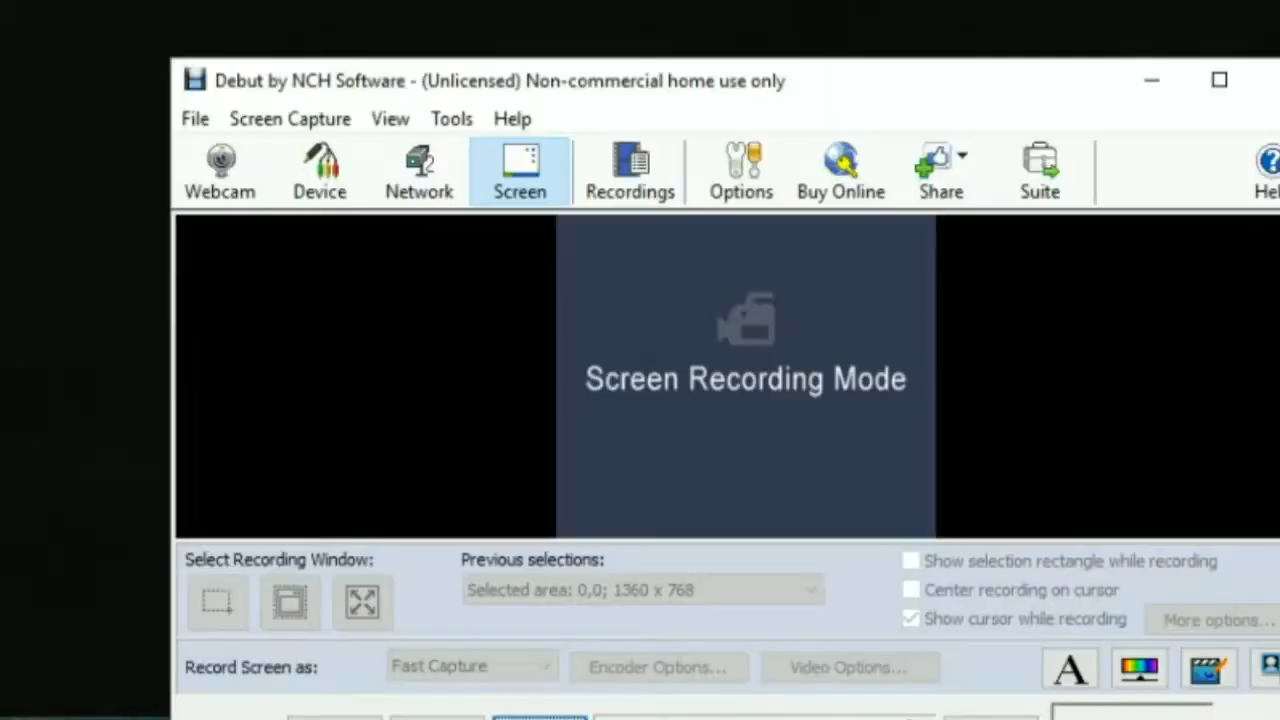 Debut by NCH Software - (Unlicensed) Non-commercial home use only
File Screen Capture View Tools Help
Webcam Device Network Screen Recordings Options Buy Online Share Suite Hel
Screen Recording Mode
Select Recording Window: Previous selections:
Show selection rectangle while recording
Selected area: 0,0; 1360 x 768
Center recording on cursor
Show cursor while recording More options...
Record Screen as: Fast Capture Encoder Options... Video Options... A